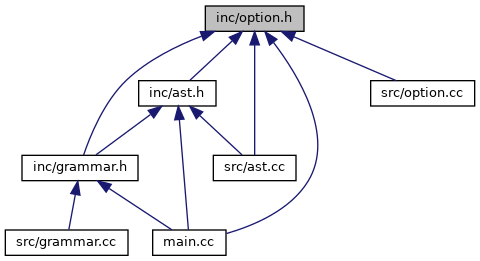 inc/option.h
inc/ast.h
src/option.cc
inc/grammar.h
src/ast.cc
src/grammar.cc
main.cc